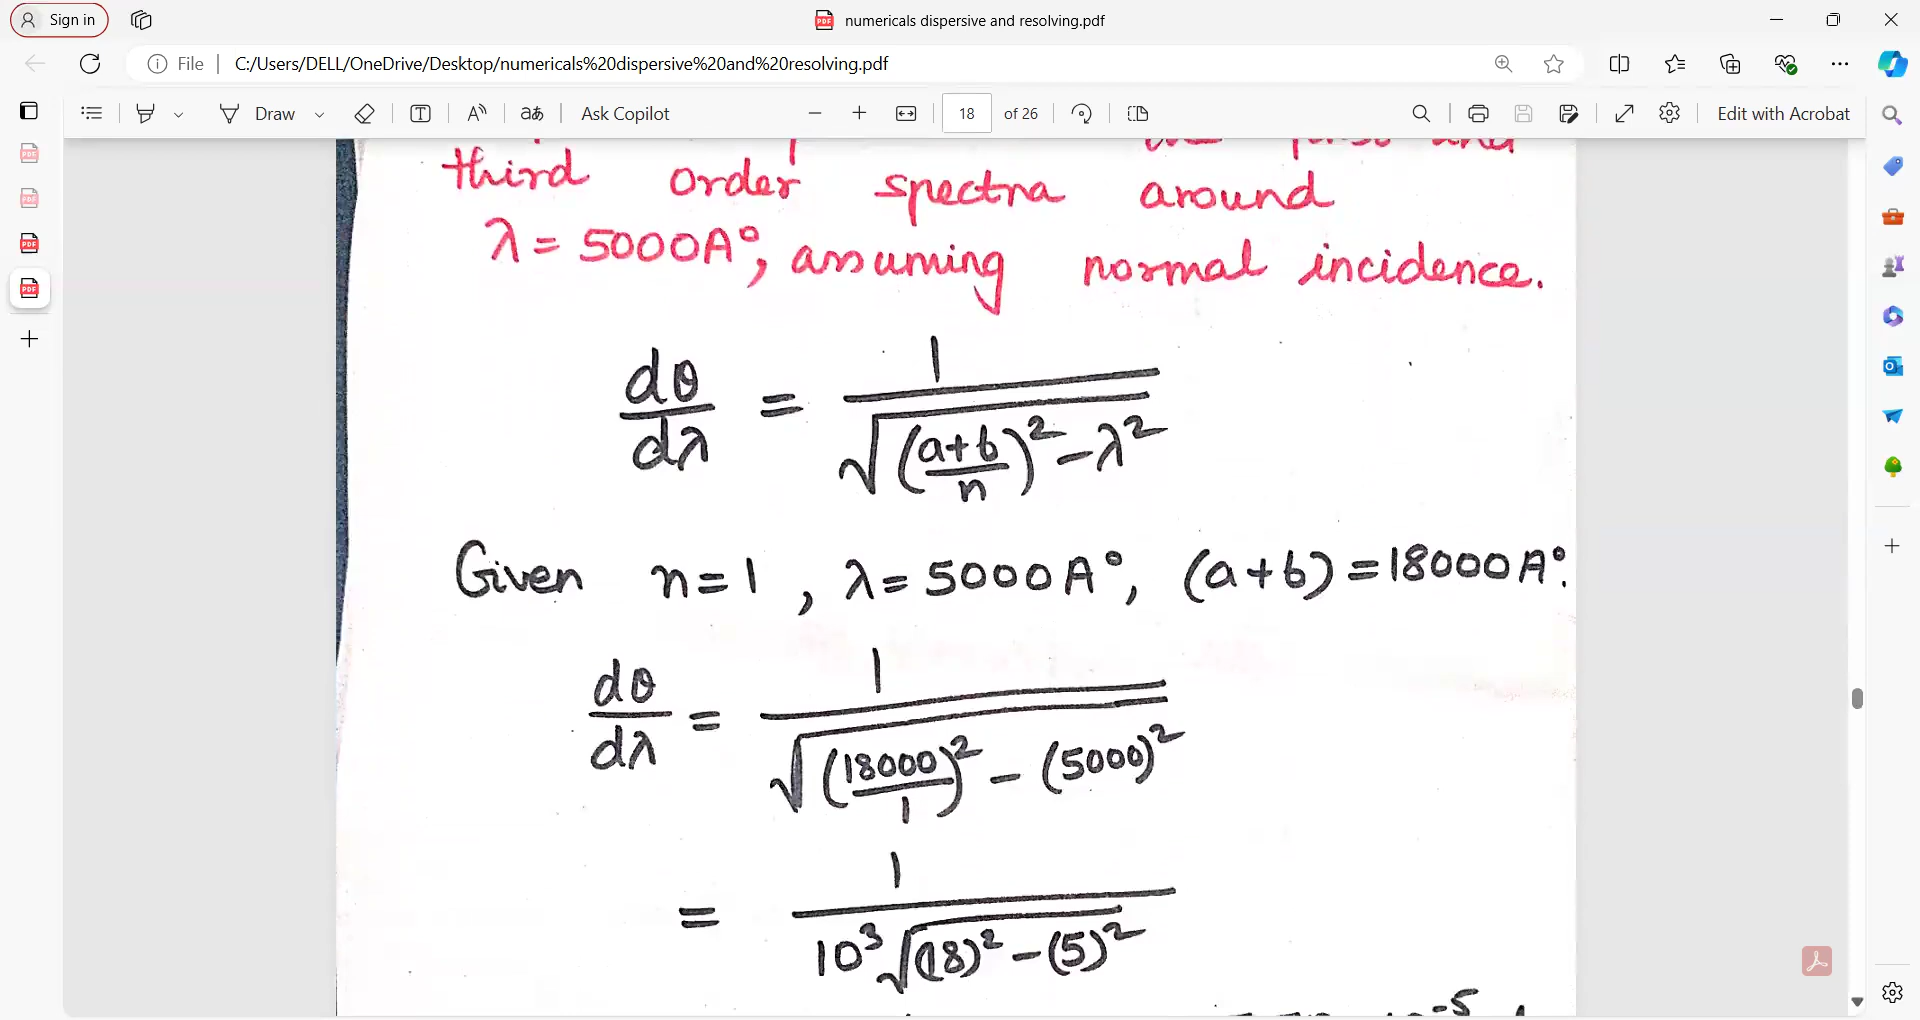 Sign in
numericals dispersive and resolving.pdf
File
C:/Users/DELL/OneDrive/Desktop/numericals%20dispersive%20and%20resolving.pdf
Draw
Ask Copilot
18 of 26
Edit with Acrobat
third order spectra around
λ = 5000A°, assuming normal incidence.
dθ/dλ = 1/√((a+b)/n)² - λ²
Given n=1, λ=5000A°, (a+b)=18000A°.
dθ/dλ = 1/√(18000/1)² - (5000)²
= 1/10³√(18)² - (5)²